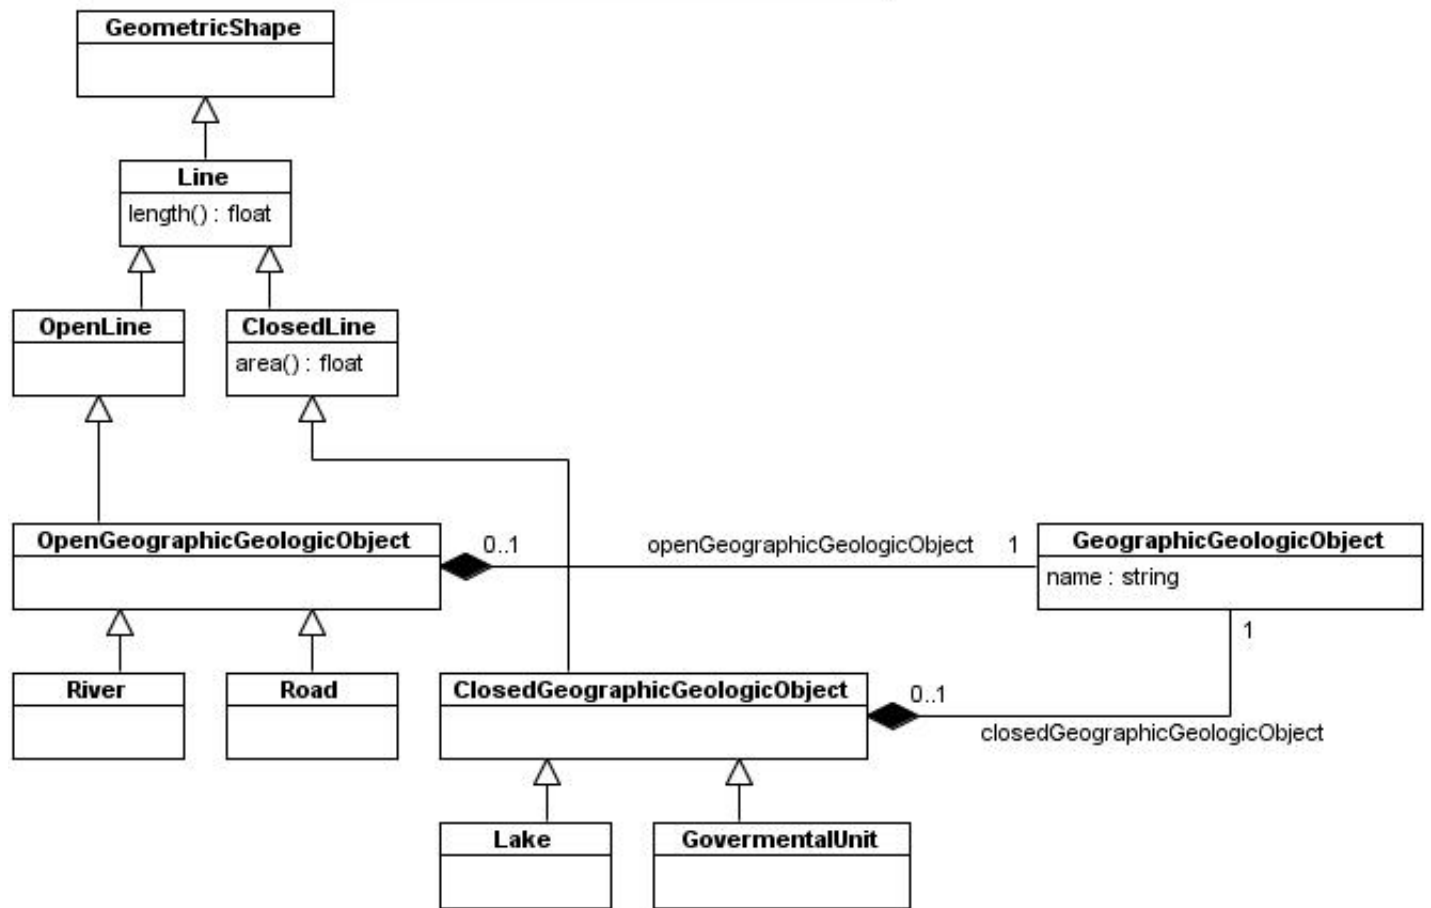 GeometricShape
Line
length() : float
OpenLine
ClosedLine
area() : float
OpenGeographicGeologicObject
0..1
openGeographicGeologicObject
1
GeographicGeologicObject
name : string
1
River
Road
ClosedGeographicGeologicObject
0..1
closedGeographicGeologicObject
Lake
GovermentalUnit